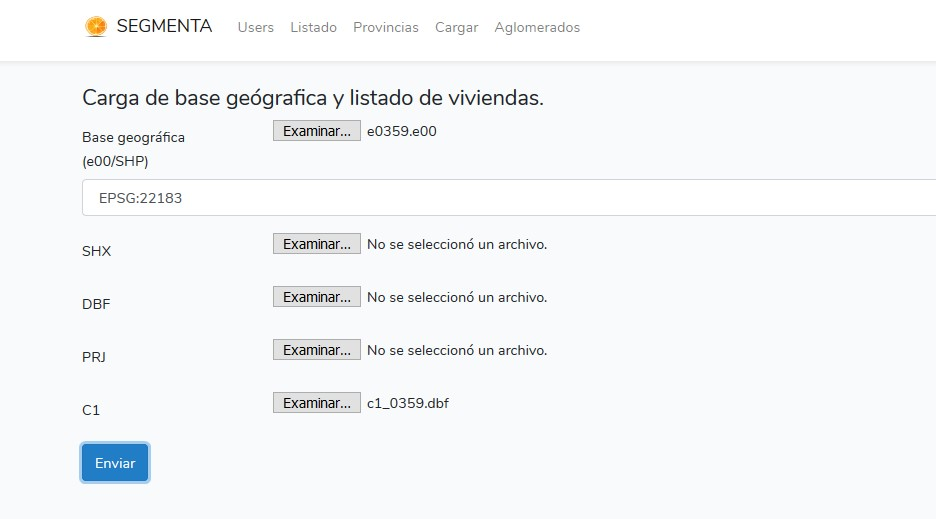 SEGMENTA Users Listado Provincias Cargar Aglomerados
Carga de base geógrafica y listado de viviendas.
Base geográfica
(e00/SHP)
Examinar... e0359.e00
EPSG:22183
SHX
Examinar... No se seleccionó un archivo.
DBF
Examinar... No se seleccionó un archivo.
PRJ
Examinar... No se seleccionó un archivo.
C1
Examinar... c1_0359.dbf
Enviar